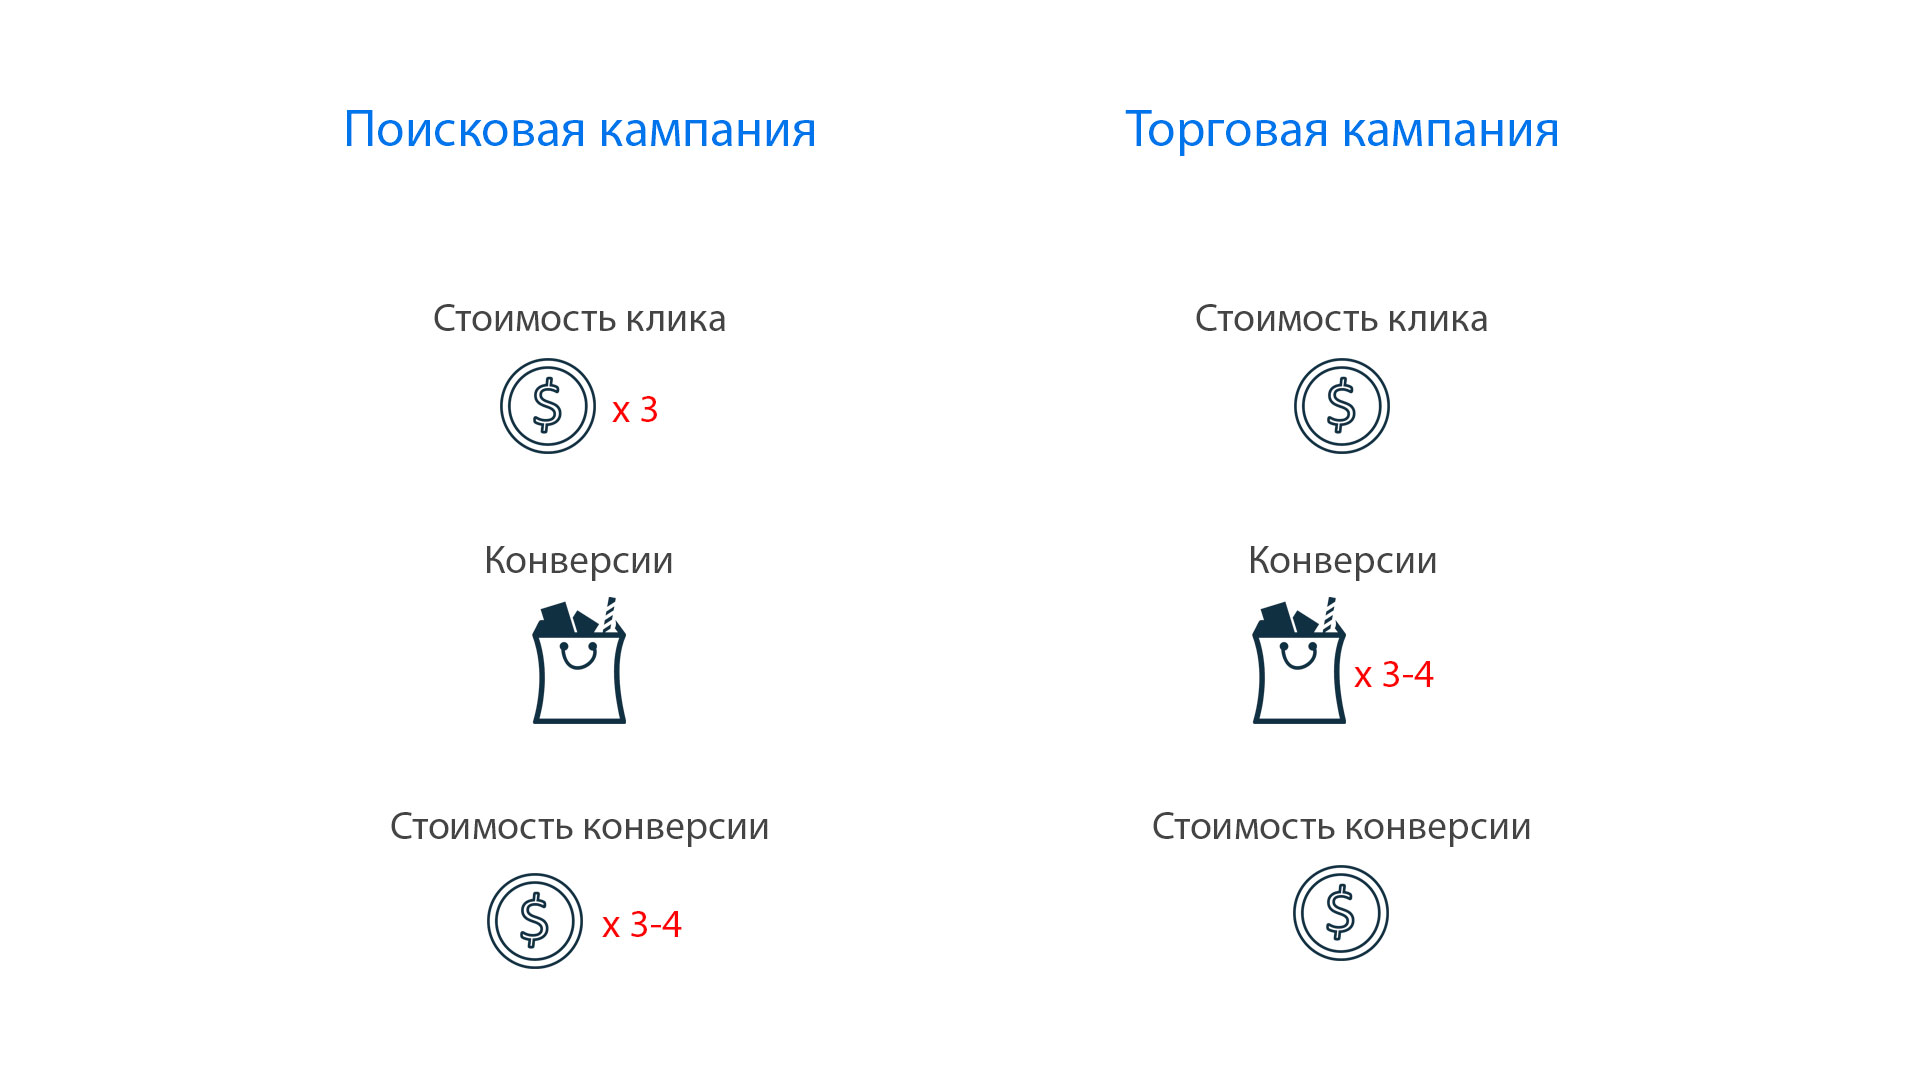 Поисковая кампания
Торговая кампания
Стоимость клика
$ х 3
Стоимость клика
$
Конверсии
Конверсии
х 3-4
Стоимость конверсии
$ х 3-4
Стоимость конверсии
$